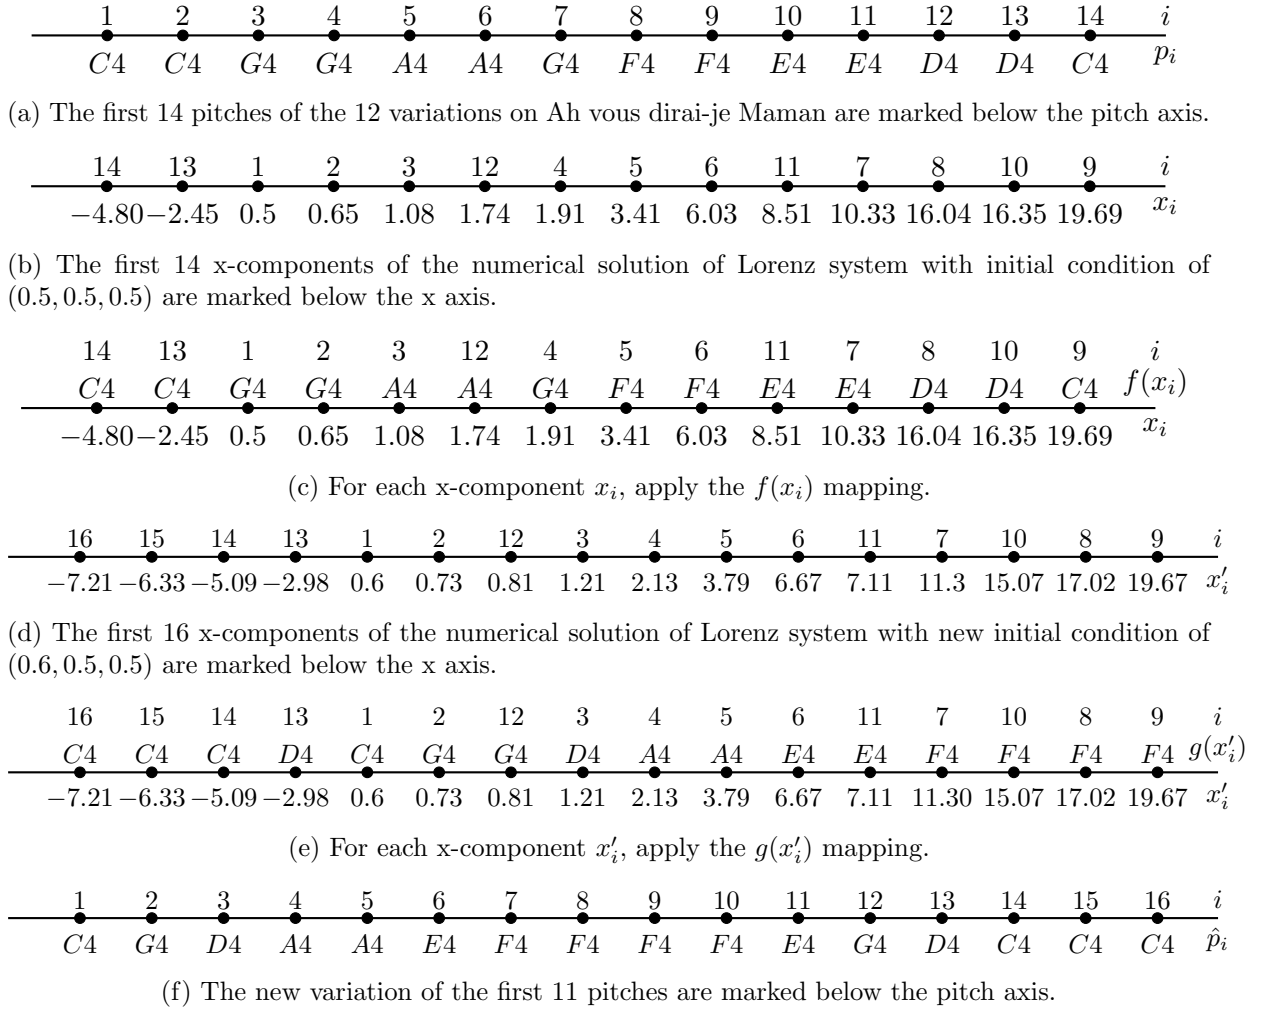 1 2 3 4 5 6 7 8 9 10 11 12 13 14 i
C4 C4 G4 G4 A4 A4 G4 F4 F4 E4 E4 D4 D4 C4 p_i
(a) The first 14 pitches of the 12 variations on Ah vous dirai-je Maman are marked below the pitch axis.
14 13 1 2 3 12 4 5 6 11 7 8 10 9 i
−4.80 −2.45 0.5 0.65 1.08 1.74 1.91 3.41 6.03 8.51 10.33 16.04 16.35 19.69 x_i
(b) The first 14 x-components of the numerical solution of Lorenz system with initial condition of
(0.5, 0.5, 0.5) are marked below the x axis.
14 13 1 2 3 12 4 5 6 11 7 8 10 9 i
C4 C4 G4 G4 A4 A4 G4 F4 F4 E4 E4 D4 D4 C4 f(x_i)
−4.80 −2.45 0.5 0.65 1.08 1.74 1.91 3.41 6.03 8.51 10.33 16.04 16.35 19.69 x_i
(c) For each x-component x_i, apply the f(x_i) mapping.
16 15 14 13 1 2 12 3 4 5 6 11 7 10 8 9 i
−7.21 −6.33 −5.09 −2.98 0.6 0.73 0.81 1.21 2.13 3.79 6.67 7.11 11.3 15.07 17.02 19.67 x′_i
(d) The first 16 x-components of the numerical solution of Lorenz system with new initial condition of
(0.6, 0.5, 0.5) are marked below the x axis.
16 15 14 13 1 2 12 3 4 5 6 11 7 10 8 9 i
C4 C4 C4 D4 C4 G4 G4 D4 A4 A4 E4 E4 F4 F4 F4 F4 g(x′_i)
−7.21 −6.33 −5.09 −2.98 0.6 0.73 0.81 1.21 2.13 3.79 6.67 7.11 11.30 15.07 17.02 19.67 x′_i
(e) For each x-component x′_i, apply the g(x′_i) mapping.
1 2 3 4 5 6 7 8 9 10 11 12 13 14 15 16 i
C4 G4 D4 A4 A4 E4 F4 F4 F4 F4 E4 G4 D4 C4 C4 C4 p̂_i
(f) The new variation of the first 11 pitches are marked below the pitch axis.